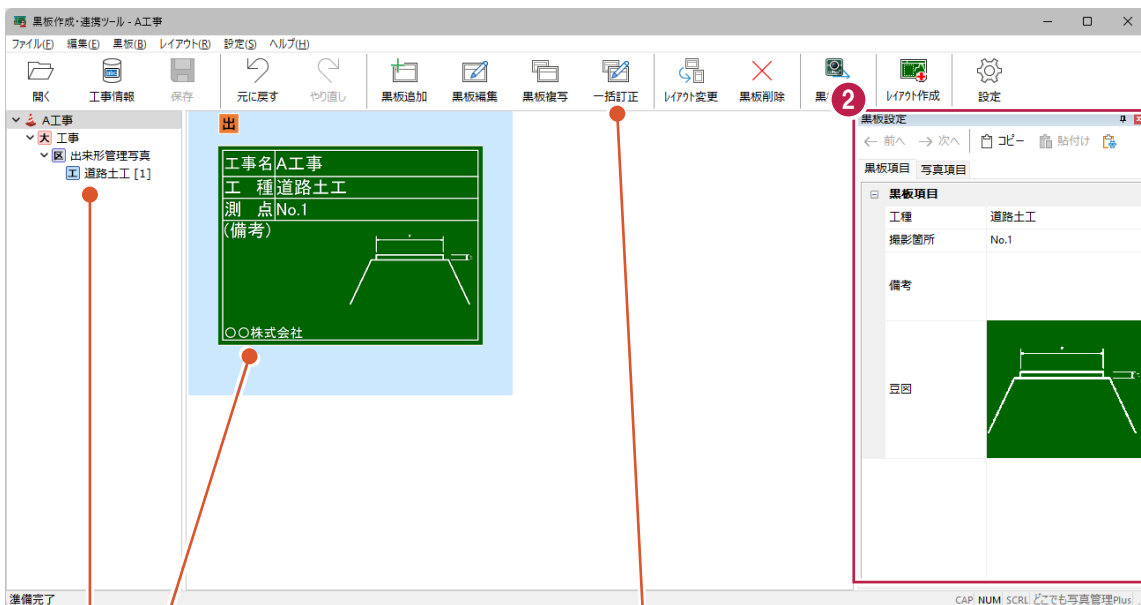 黒板作成・連携ツール - A工事
ファイル(F) 編集(E) 黒板(B) レイアウト(R) 設定(S) ヘルプ(H)
開く 工事情報 保存 元に戻す やり直し 黒板追加 黒板編集 黒板複写 一括訂正 レイアウト変更 黒板削除 黒 レイアウト作成 設定
2
A工事
大 工事
区 出来形管理写真
工 道路土工 [1]
出
工事名 A工事
工 種 道路土工
測 点 No.1
(備考)
〇〇株式会社
黒板設定
前へ 次へ コピー 貼付け
黒板項目 写真項目
黒板項目
工種 道路土工
撮影箇所 No.1
備考
豆図
準備完了
CAP NUM SCRL どこでも写真管理Plus